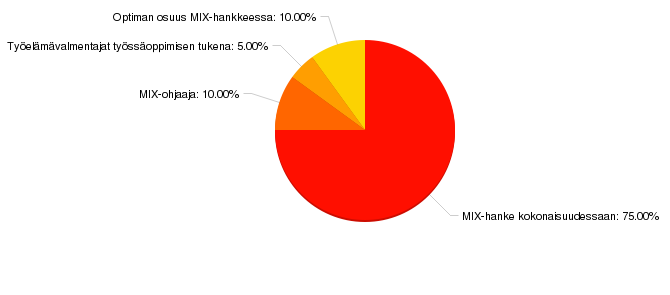 Optiman osuus MIX-hankkeessa: 10.00%
Työelämävalmentajat työssäoppimisen tukena: 5.00%
MIX-ohjaaja: 10.00%
MIX-hanke kokonaisuudessaan: 75.00%